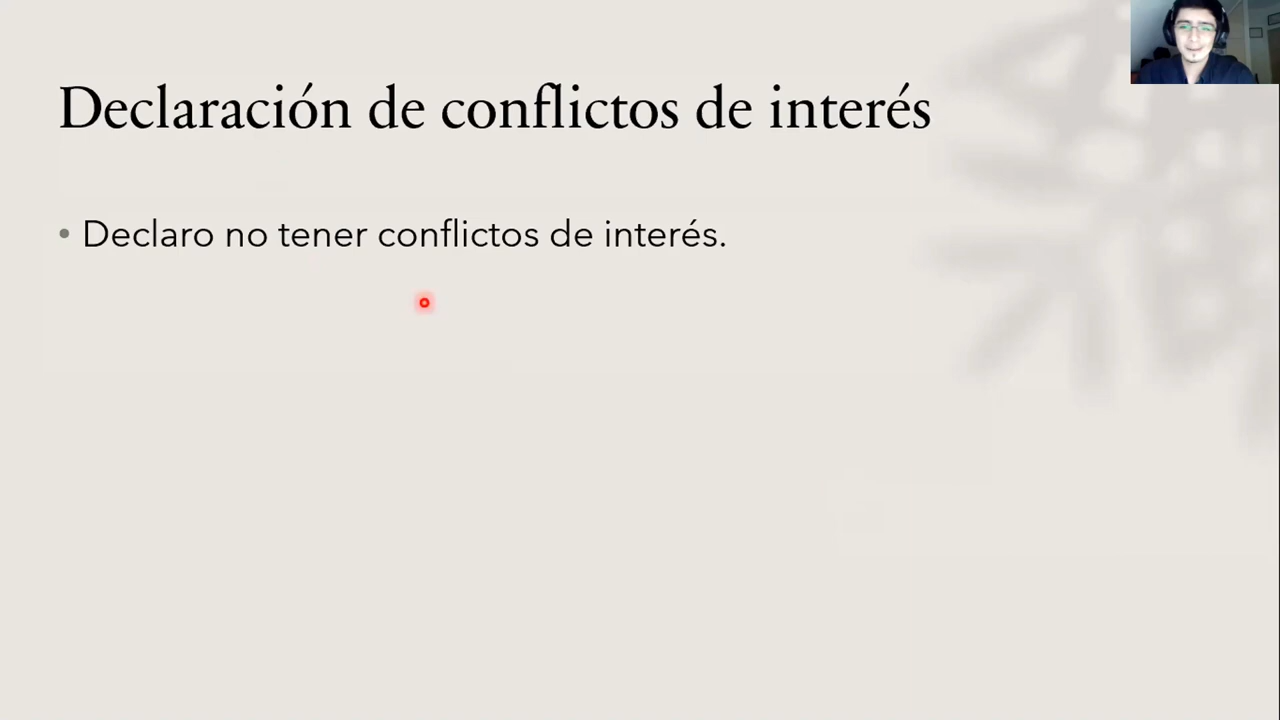 Declaración de conflictos de interés
• Declaro no tener conflictos de interés.